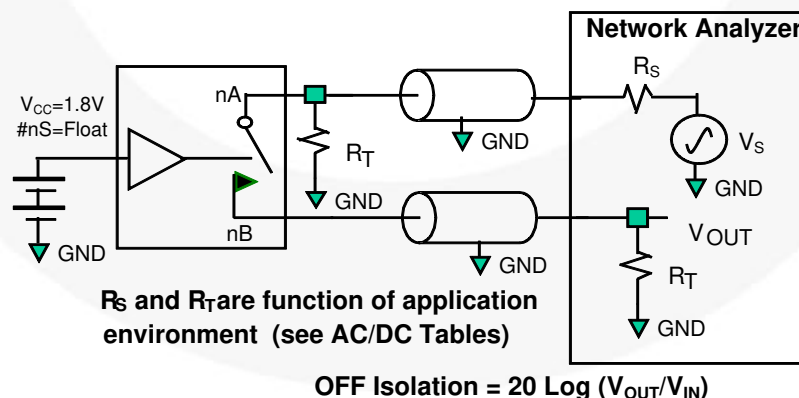 Network Analyzer
RS
VCC=1.8V
#nS=Float
nA
GND
VS
RT
GND
GND
GND
nB
VOUT
GND
RT
GND
RS and RT are function of application
environment (see AC/DC Tables)
OFF Isolation = 20 Log (VOUT/VIN)